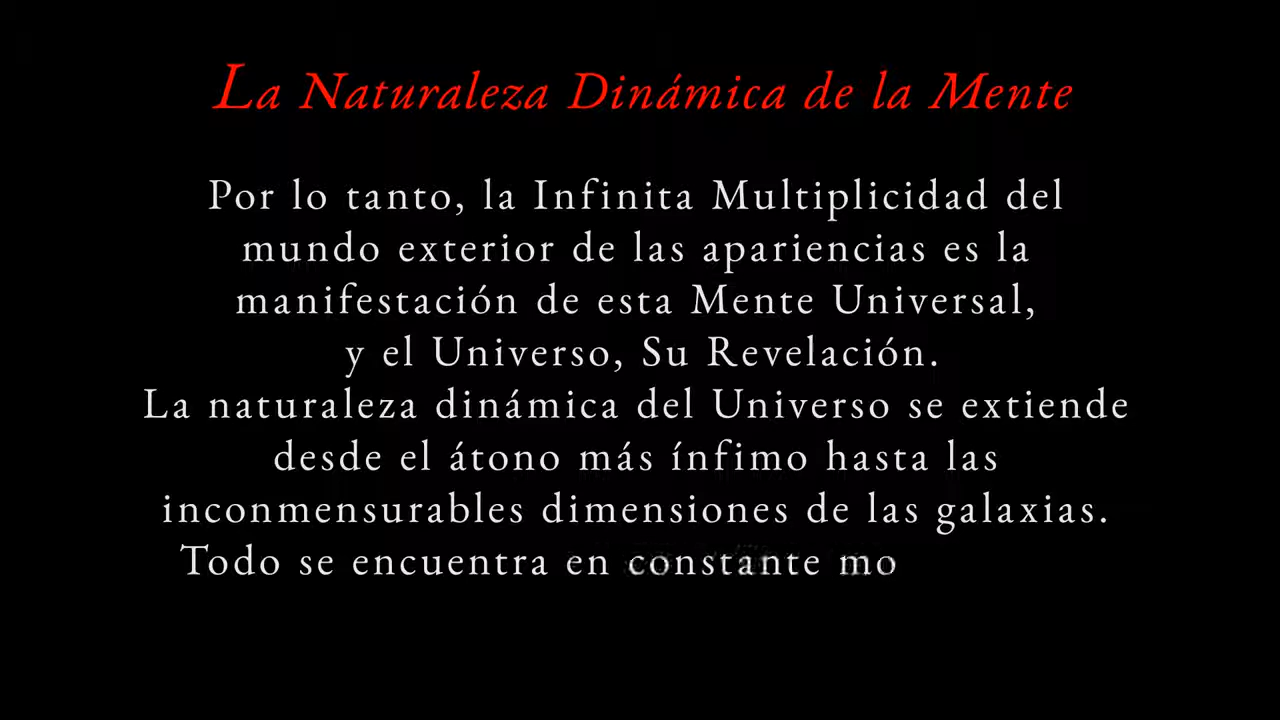 La Naturaleza Dinámica de la Mente
Por lo tanto, la Infinita Multiplicidad del
mundo exterior de las apariencias es la
manifestación de esta Mente Universal,
y el Universo, Su Revelación.
La naturaleza dinámica del Universo se extiende
desde el átono más ínfimo hasta las
inconmensurables dimensiones de las galaxias.
Todo se encuentra en constante mo